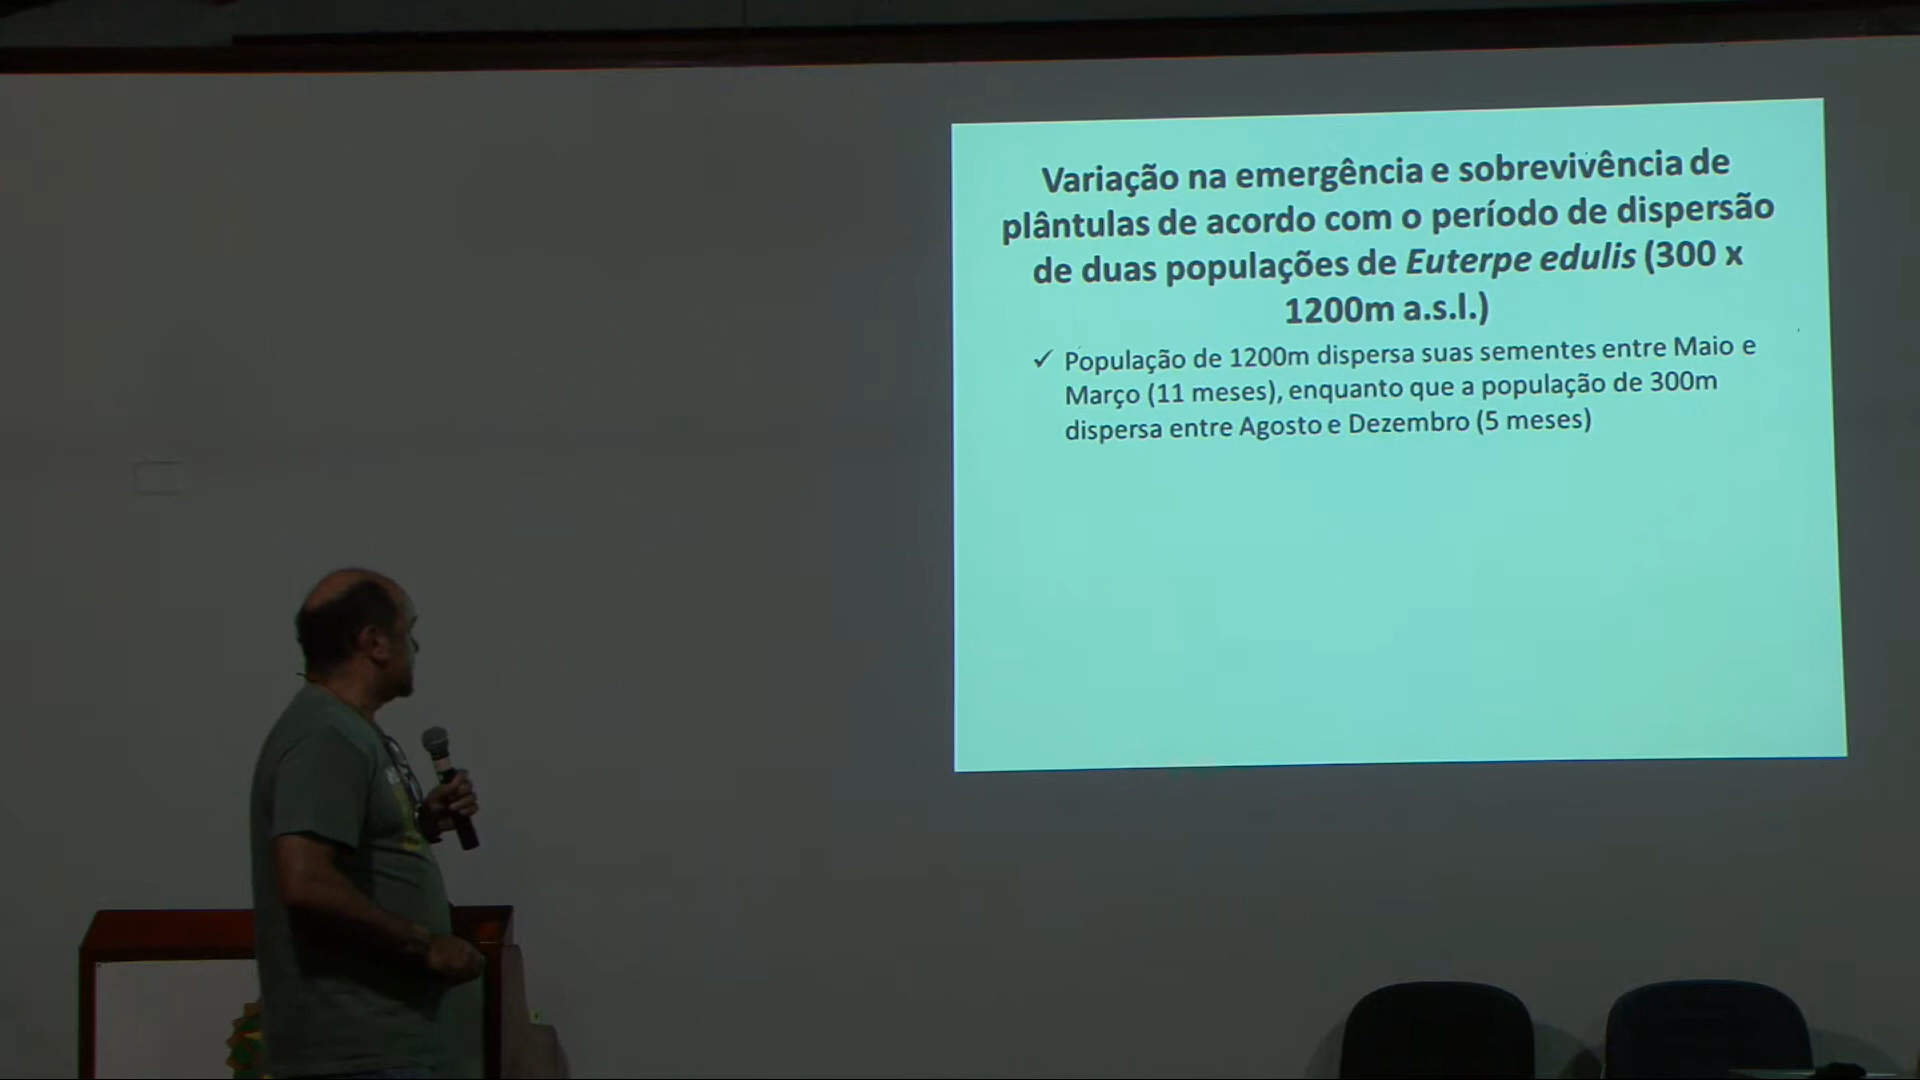 Variação na emergência e sobrevivência de
plântulas de acordo com o período de dispersão
de duas populações de Euterpe edulis (300 x
1200m a.s.l.)
✓ População de 1200m dispersa suas sementes entre Maio e
Março (11 meses), enquanto que a população de 300m
dispersa entre Agosto e Dezembro (5 meses)